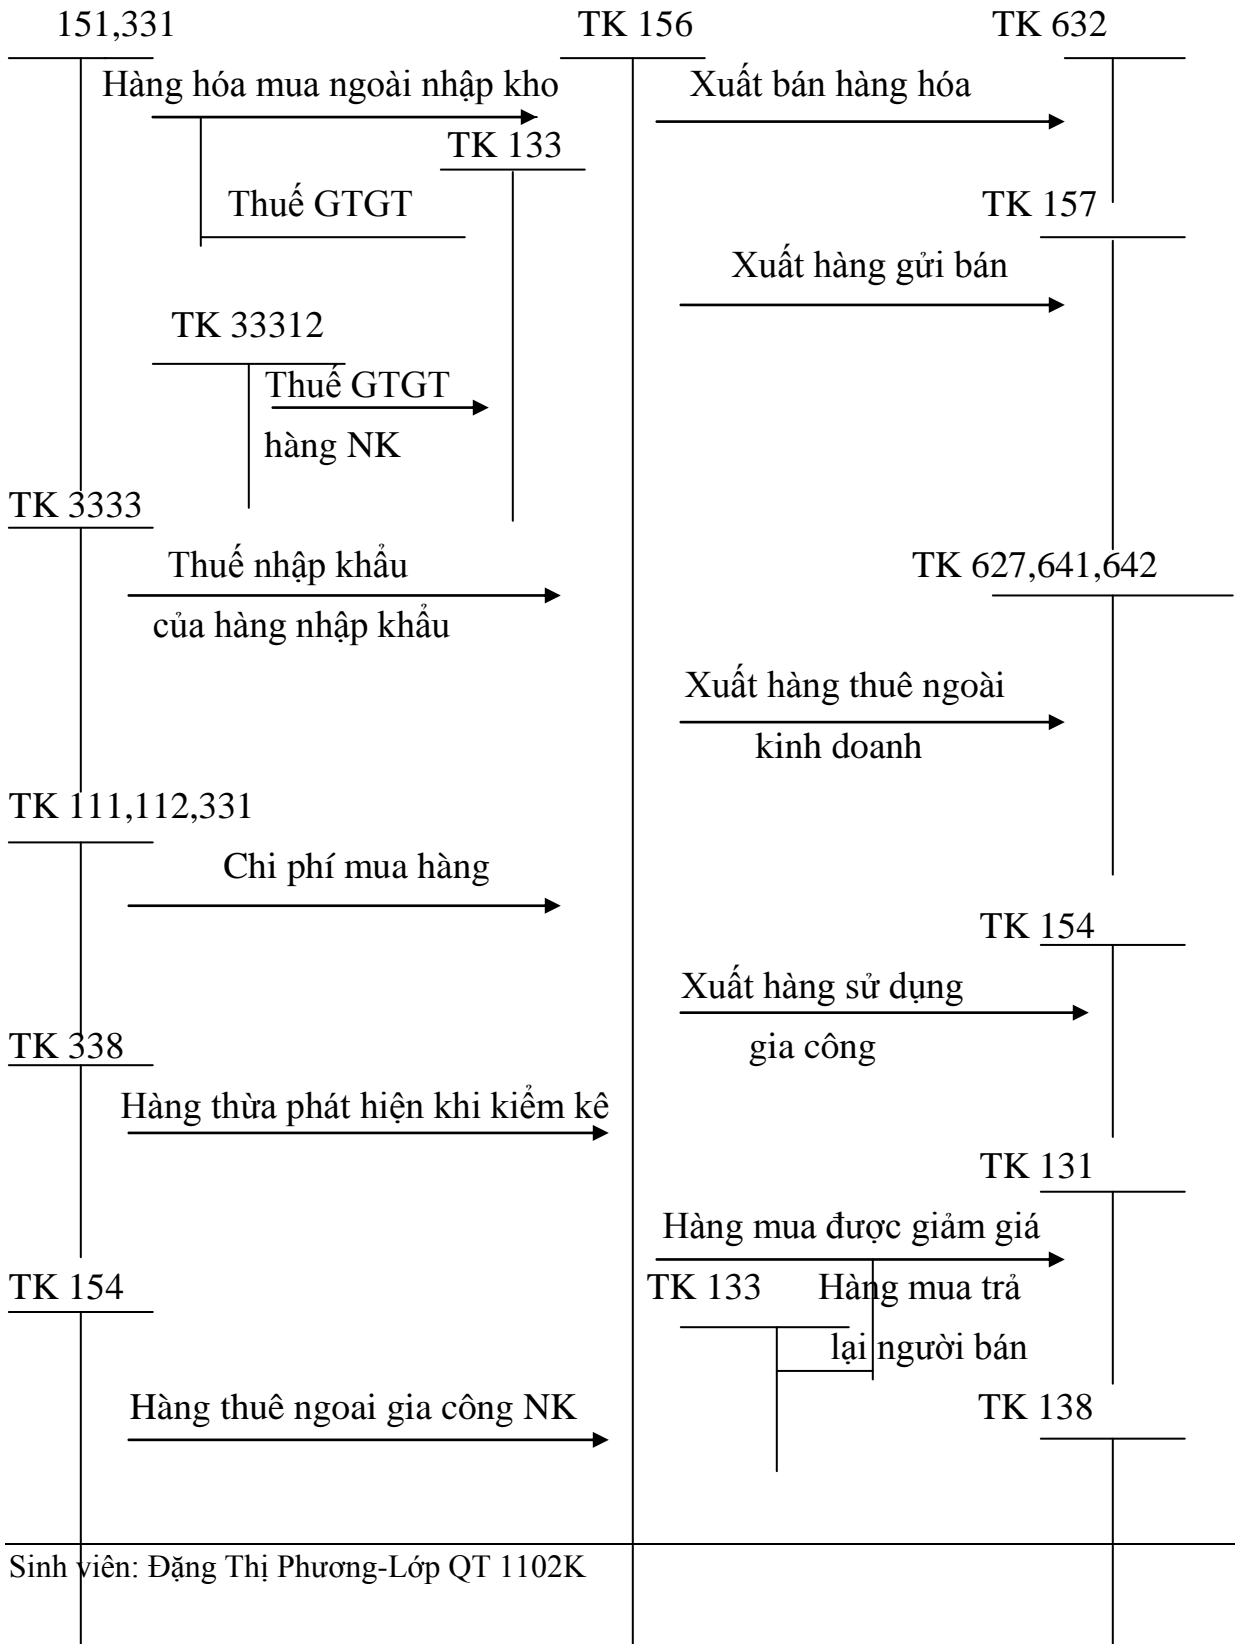 151,331
TK 156
TK 632
Hàng hóa mua ngoài nhập kho
Xuất bán hàng hóa
TK 133
Thuế GTGT
TK 157
Xuất hàng gửi bán
TK 33312
Thuế GTGT
hàng NK
TK 3333
Thuế nhập khẩu
của hàng nhập khẩu
TK 627,641,642
Xuất hàng thuê ngoài
kinh doanh
TK 111,112,331
Chi phí mua hàng
TK 154
Xuất hàng sử dụng
gia công
TK 338
Hàng thừa phát hiện khi kiểm kê
TK 131
Hàng mua được giảm giá
TK 154
TK 133
Hàng mua trả
lại người bán
Hàng thuê ngoai gia công NK
TK 138
Sinh viên: Đặng Thị Phương-Lớp QT 1102K